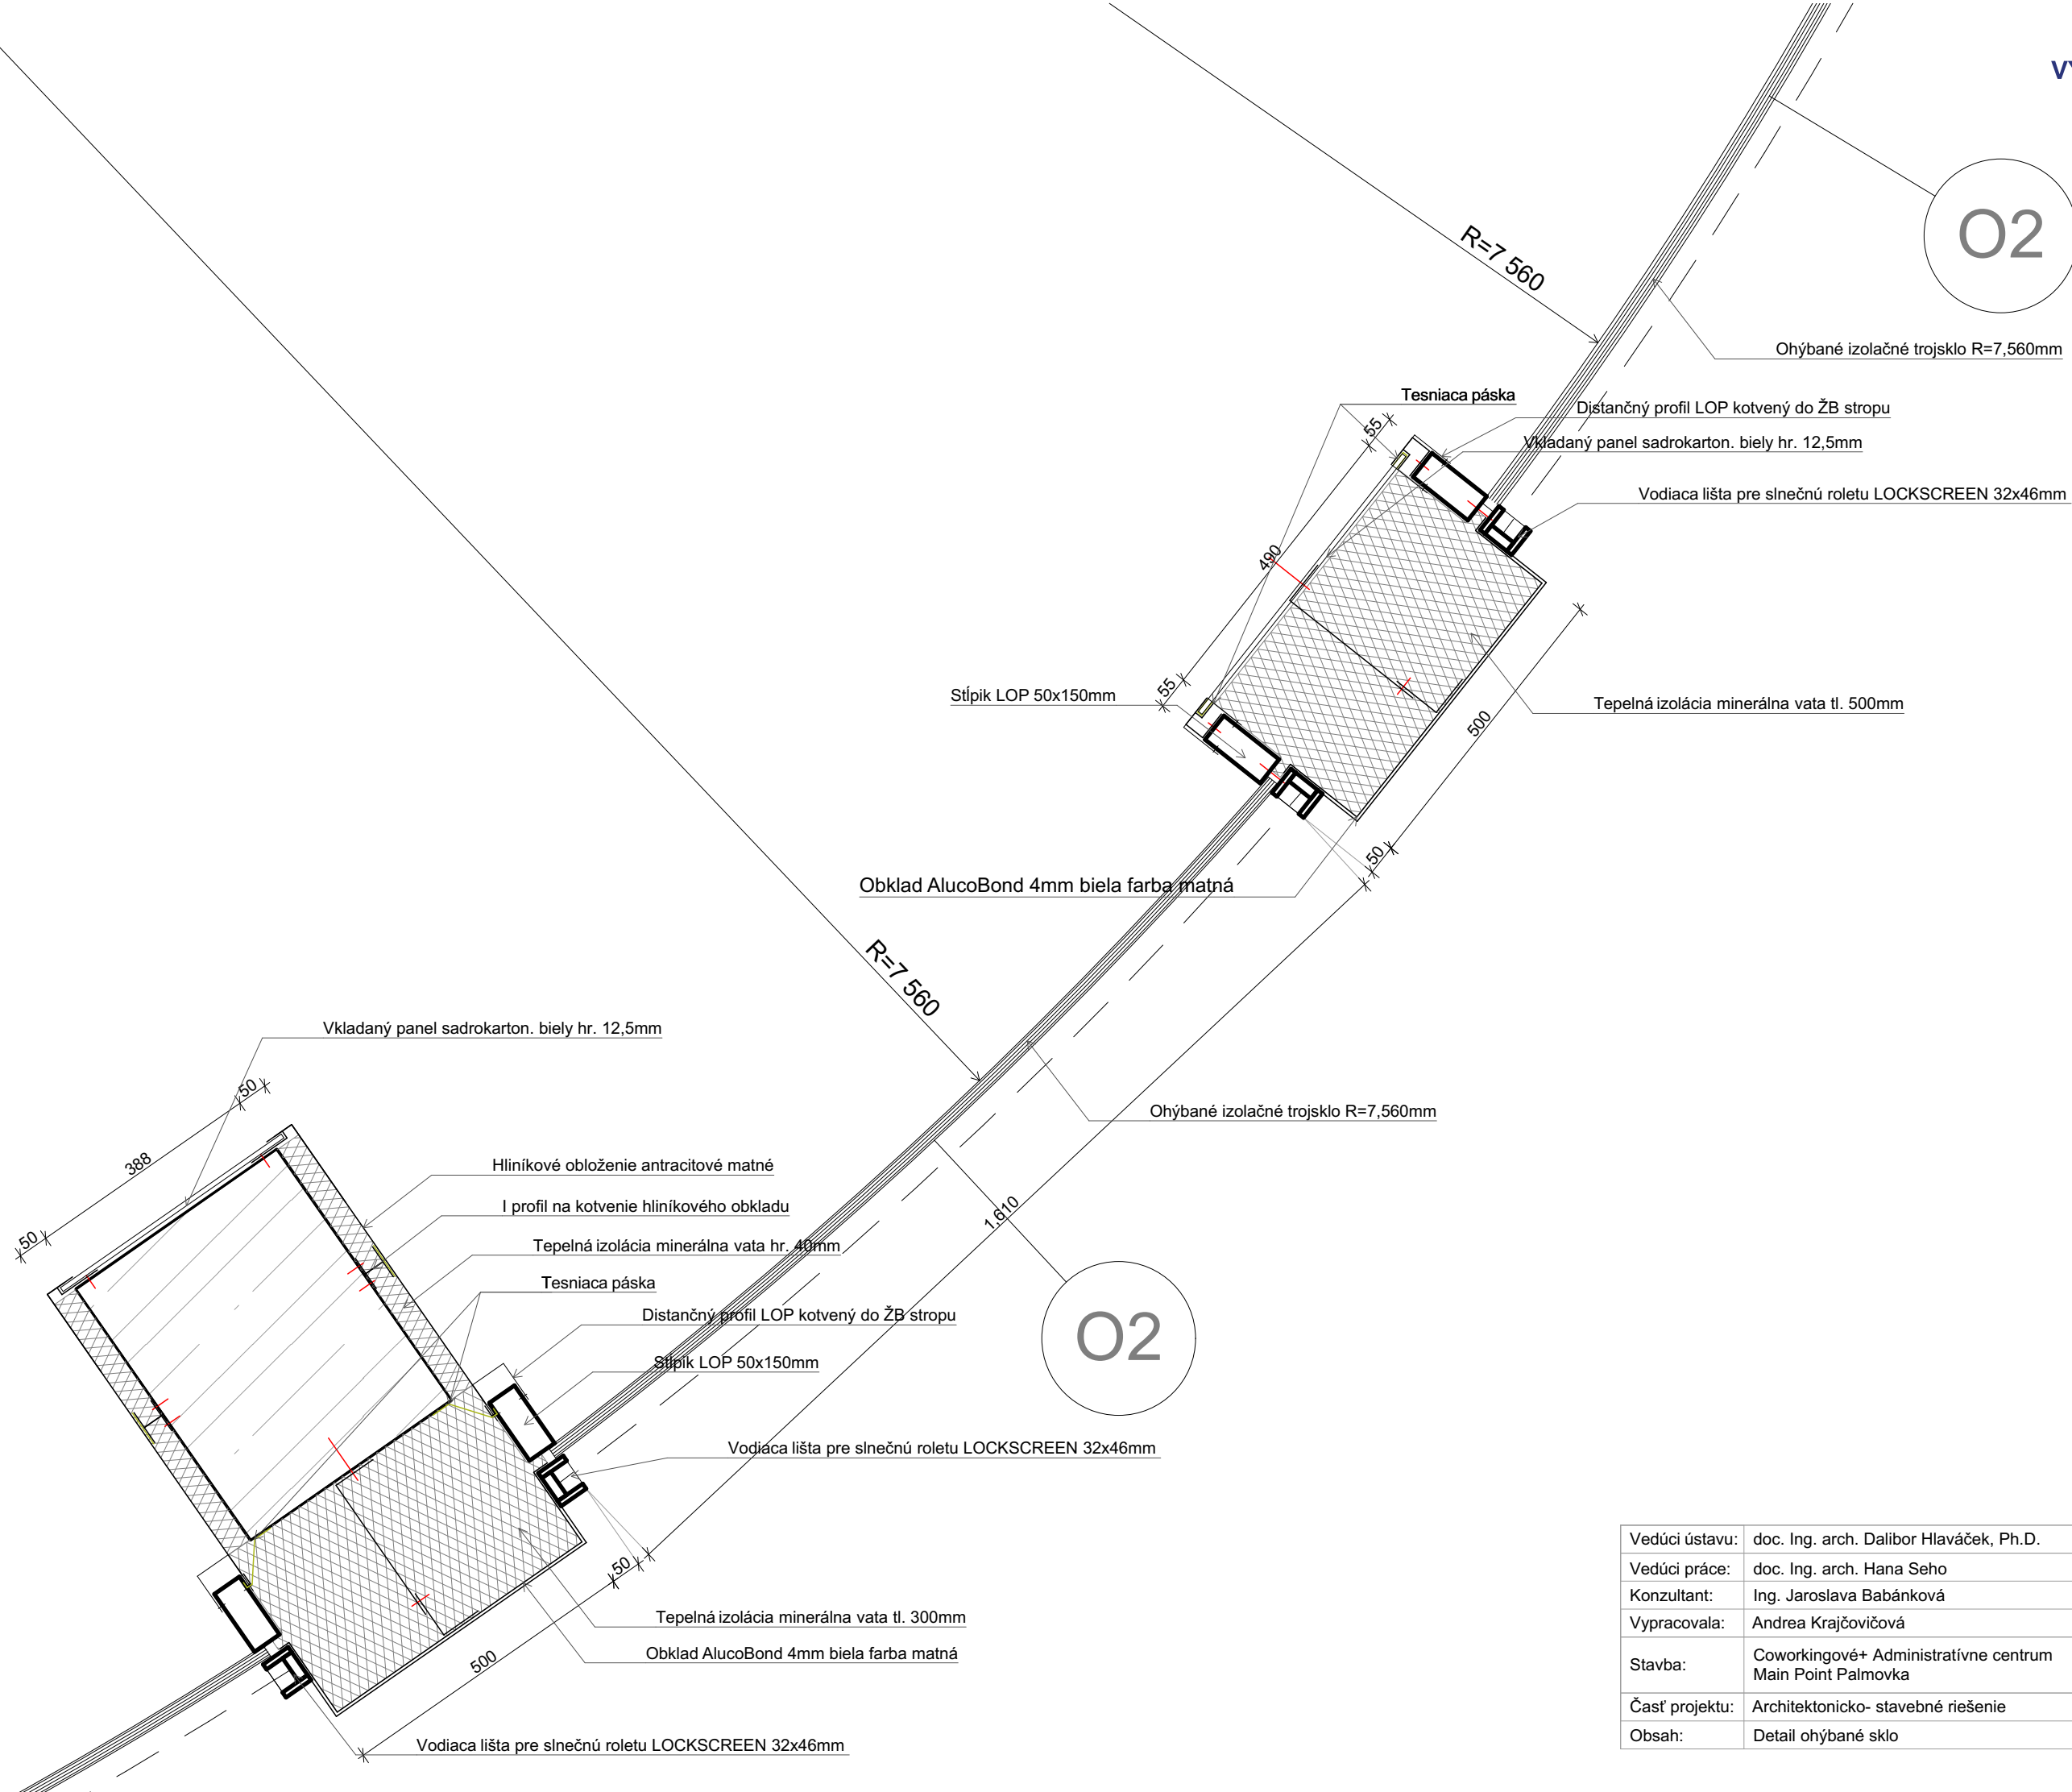 VY
O2
R=7 560
Ohýbané izolačné trojsklo R=7,560mm
Tesniaca páska
Distančný profil LOP kotvený do ŽB stropu
55
Vkladaný panel sadrokarton. biely hr. 12,5mm
Vodiaca lišta pre slnečnú roletu LOCKSCREEN 32x46mm
490
55
Stĺpik LOP 50x150mm
Tepelná izolácia minerálna vata tl. 500mm
500
50
Obklad AlucoBond 4mm biela farba matná
R=7 560
Vkladaný panel sadrokarton. biely hr. 12,5mm
50
Ohýbané izolačné trojsklo R=7,560mm
388
Hliníkové obloženie antracitové matné
I profil na kotvenie hliníkového obkladu
1,610
50
Tepelná izolácia minerálna vata hr. 40mm
Tesniaca páska
Distančný profil LOP kotvený do ŽB stropu
O2
Stĺpik LOP 50x150mm
Vodiaca lišta pre slnečnú roletu LOCKSCREEN 32x46mm
50
Tepelná izolácia minerálna vata tl. 300mm
Obklad AlucoBond 4mm biela farba matná
500
Vodiaca lišta pre slnečnú roletu LOCKSCREEN 32x46mm
Vedúci ústavu: doc. Ing. arch. Dalibor Hlaváček, Ph.D.
Vedúci práce: doc. Ing. arch. Hana Seho
Konzultant: Ing. Jaroslava Babánková
Vypracovala: Andrea Krajčovičová
Stavba: Coworkingové+ Administratívne centrum
Main Point Palmovka
Časť projektu: Architektonicko- stavebné riešenie
Obsah: Detail ohýbané sklo